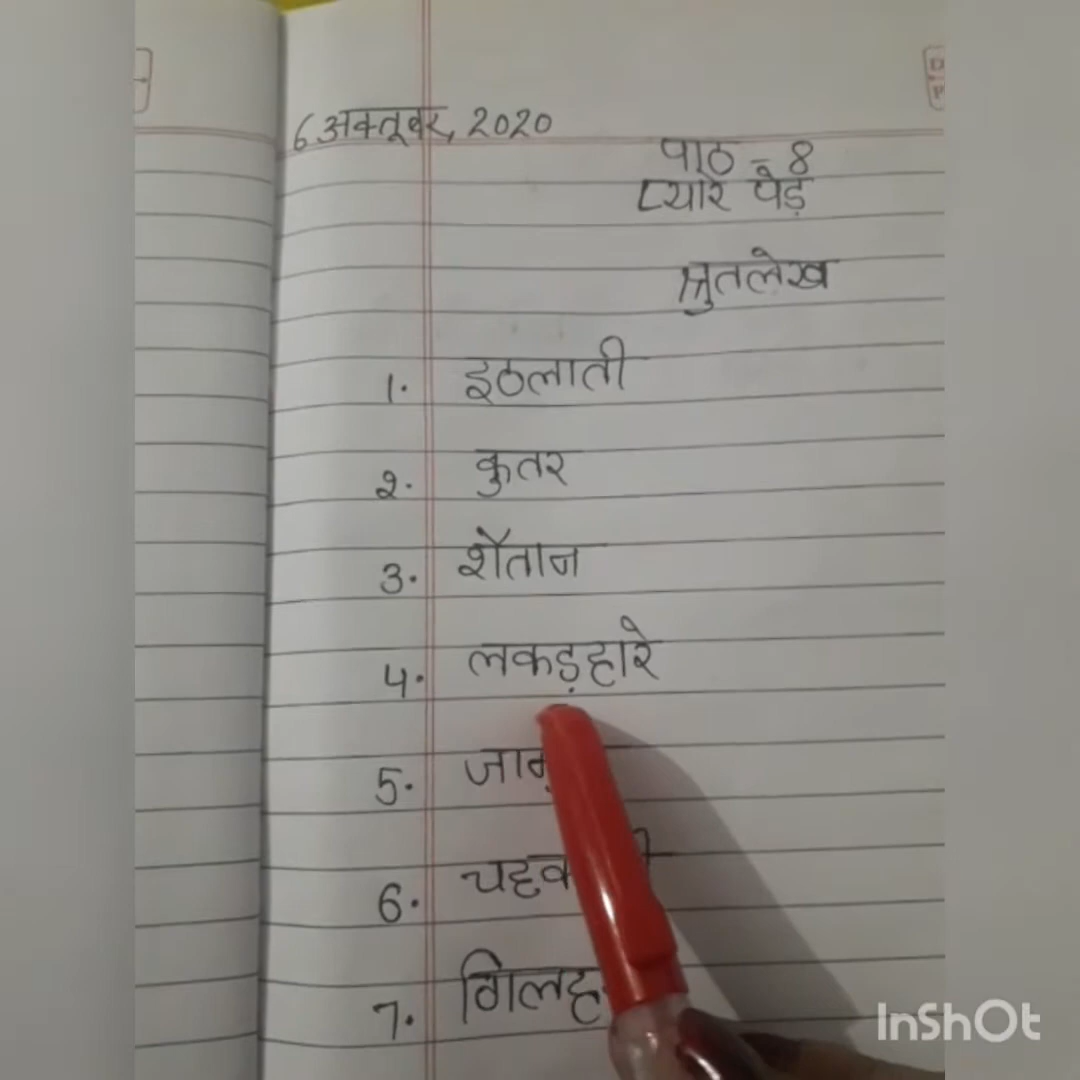 6 अक्तूबर, 2020
पाठ - 8
प्यारे पेड़
श्रुतलेख
1. इठलाती
2. कुतर
3. शैतान
4. लकड़हारे
5.
6.
7.
InShOt